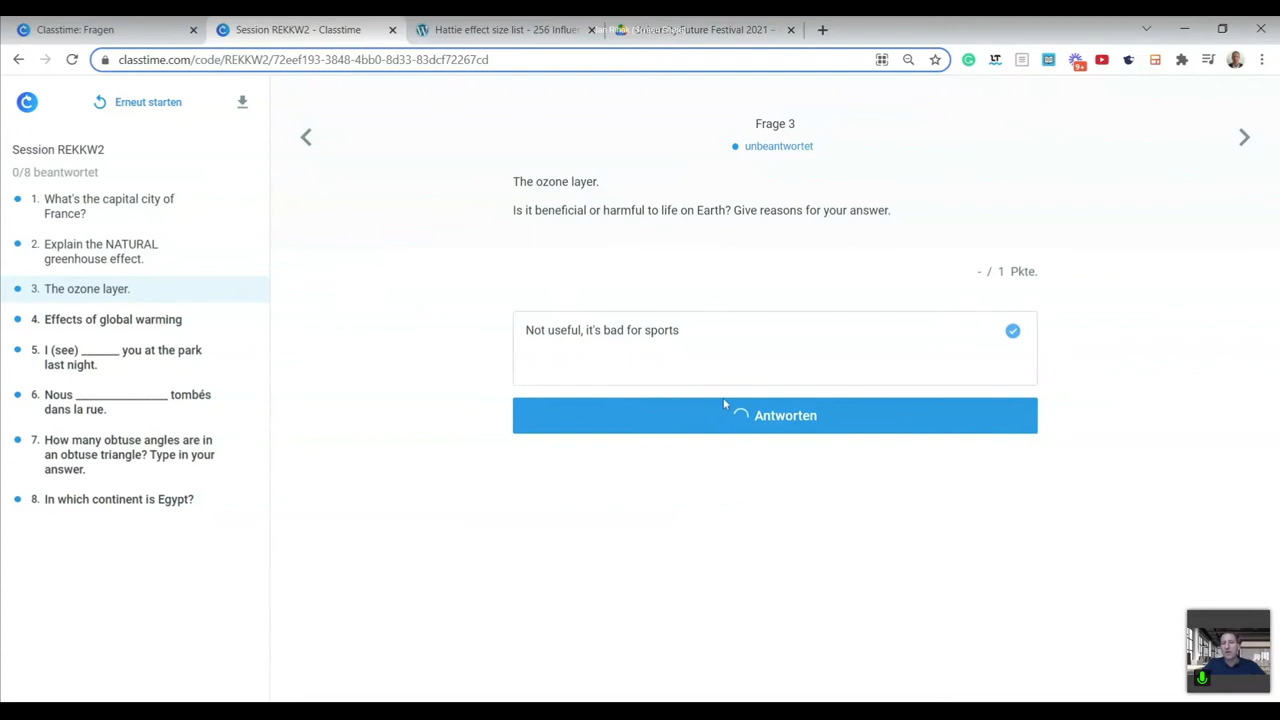 Classtime: Fragen
Session REKKW2 - Classtime
Hattie effect size list - 256 Influe
Future Festival 2021 –
classtime.com/code/REKKW2/72eef193-3848-4bb0-8d33-83dcf72267cd
9+
Erneut starten
Session REKKW2
0/8 beantwortet
1. What's the capital city of
France?
2. Explain the NATURAL
greenhouse effect.
3. The ozone layer.
4. Effects of global warming
5. I (see) ______ you at the park
last night.
6. Nous ______________ tombés
dans la rue.
7. How many obtuse angles are in
an obtuse triangle? Type in your
answer.
8. In which continent is Egypt?
Frage 3
unbeantwortet
The ozone layer.
Is it beneficial or harmful to life on Earth? Give reasons for your answer.
- / 1 Pkte.
Not useful, it's bad for sports
Antworten